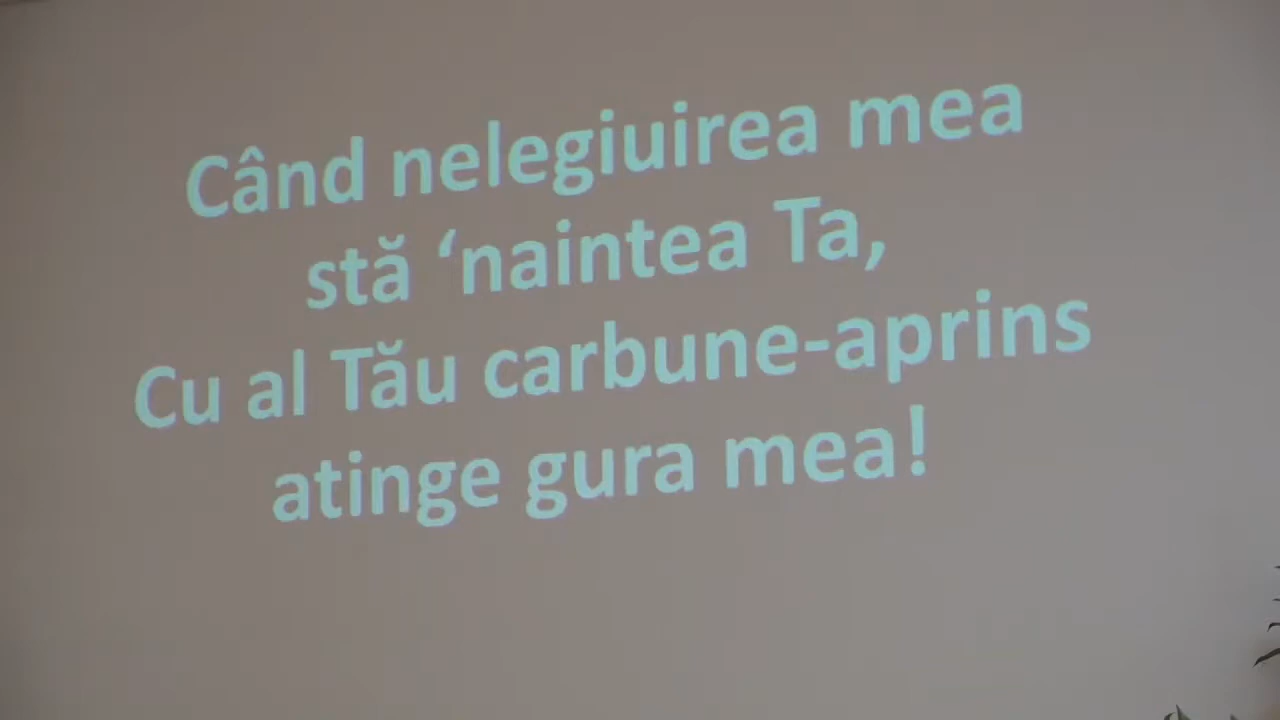 Când nelegiuirea mea
stă ‘naintea Ta,
Cu al Tău carbune-aprins
atinge gura mea!